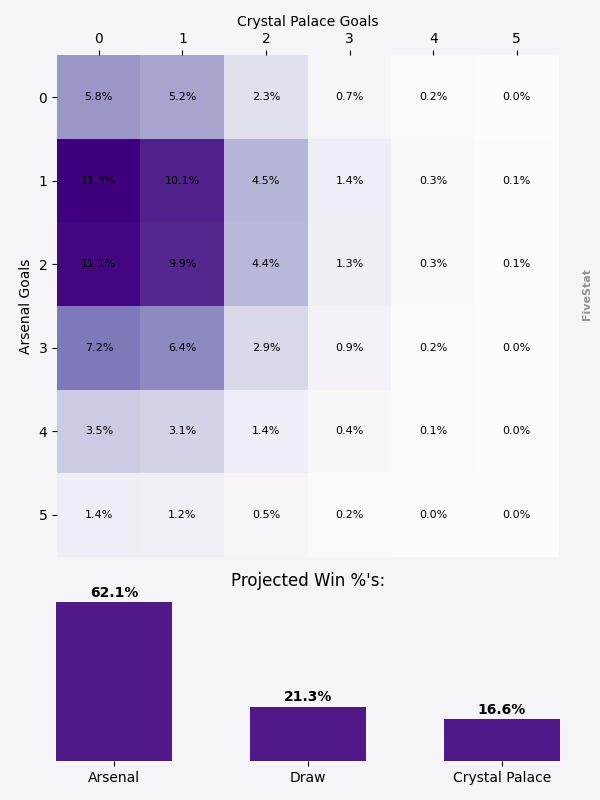 Crystal Palace Goals
0 1 2 3 4 5
0 5.8% 5.2% 2.3% 0.7% 0.2% 0.0%
1 11.3% 10.1% 4.5% 1.4% 0.3% 0.1%
2 11.1% 9.9% 4.4% 1.3% 0.3% 0.1%
3 7.2% 6.4% 2.9% 0.9% 0.2% 0.0%
4 3.5% 3.1% 1.4% 0.4% 0.1% 0.0%
5 1.4% 1.2% 0.5% 0.2% 0.0% 0.0%
Arsenal Goals
FiveStat
Projected Win %'s:
62.1% 21.3% 16.6%
Arsenal Draw Crystal Palace